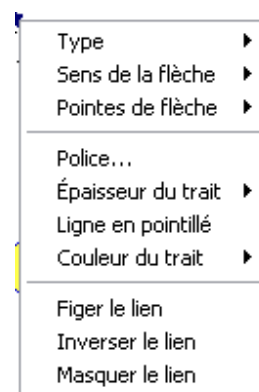 Type
Sens de la flèche
Pointes de flèche
Police...
Épaisseur du trait
Ligne en pointillé
Couleur du trait
Figer le lien
Inverser le lien
Masquer le lien